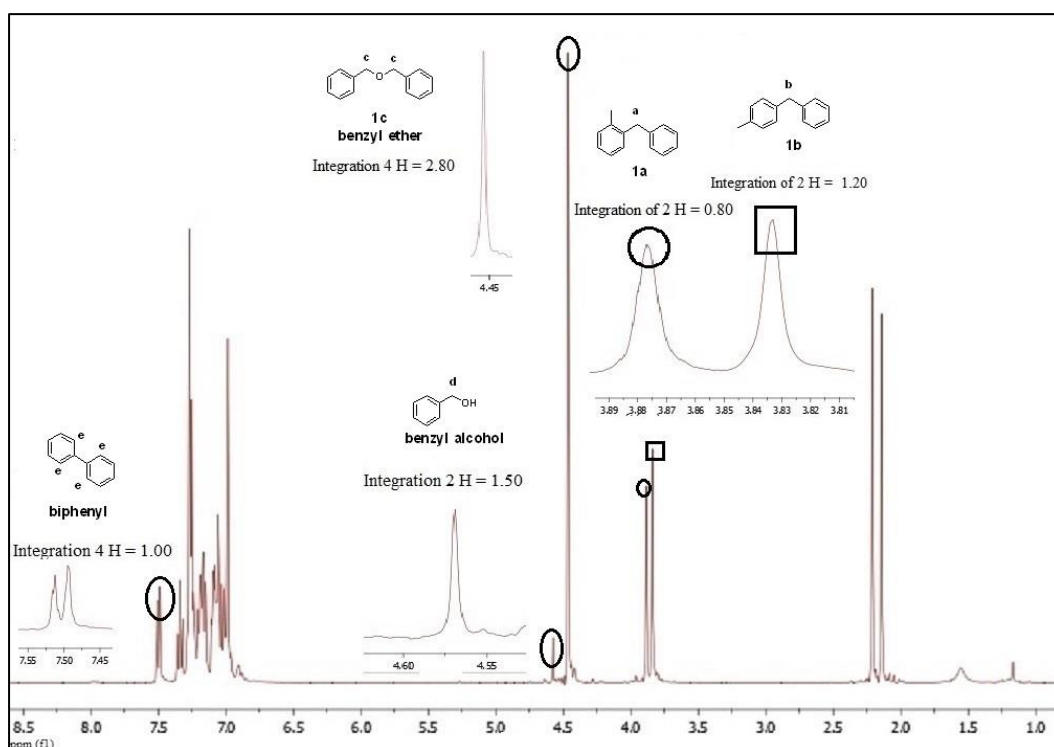 c c
O
1c
benzyl ether
Integration 4 H = 2.80
4.45
a
1a
Integration of 2 H = 0.80
b
1b
Integration of 2 H = 1.20
3.89 3.88 3.87 3.86 3.85 3.84 3.83 3.82 3.81
d
OH
benzyl alcohol
Integration 2 H = 1.50
4.60 4.55
e e
e
e
biphenyl
Integration 4 H = 1.00
7.55 7.50 7.45
8.5 8.0 7.5 7.0 6.5 6.0 5.5 5.0 4.5 4.0 3.5 3.0 2.5 2.0 1.5 1.0
ppm (f1)